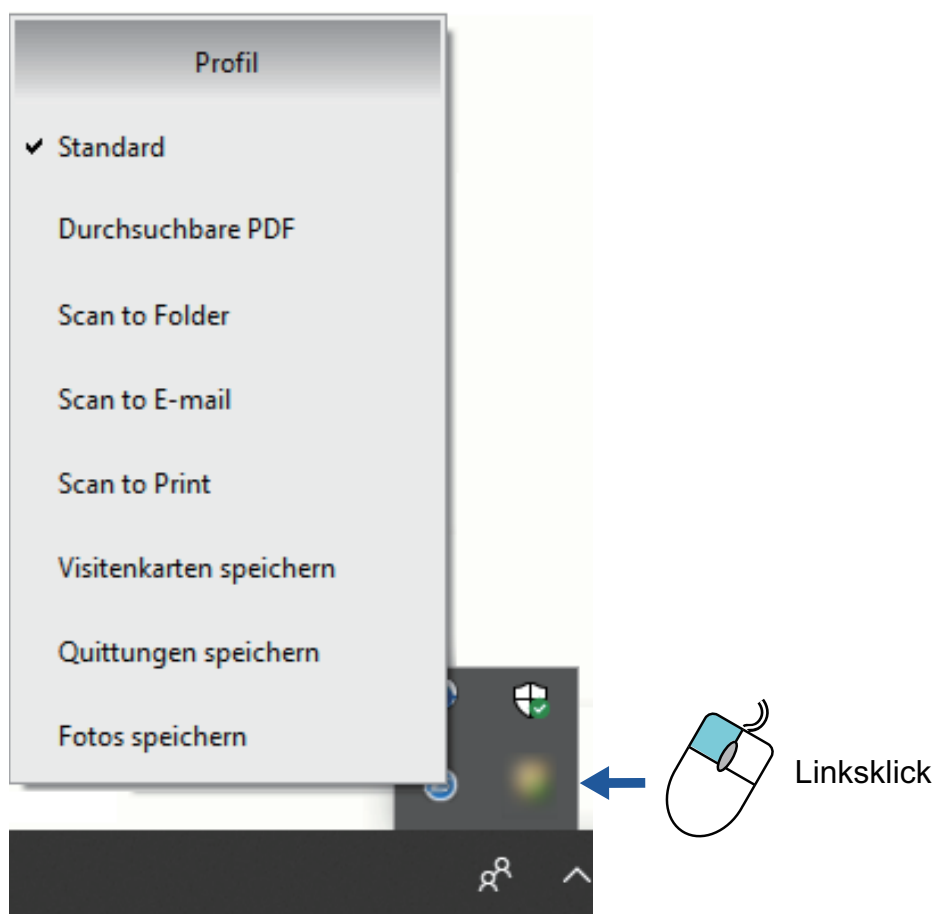 Profil
Standard
Durchsuchbare PDF
Scan to Folder
Scan to E-mail
Scan to Print
Visitenkarten speichern
Quittungen speichern
Fotos speichern
Linksklick